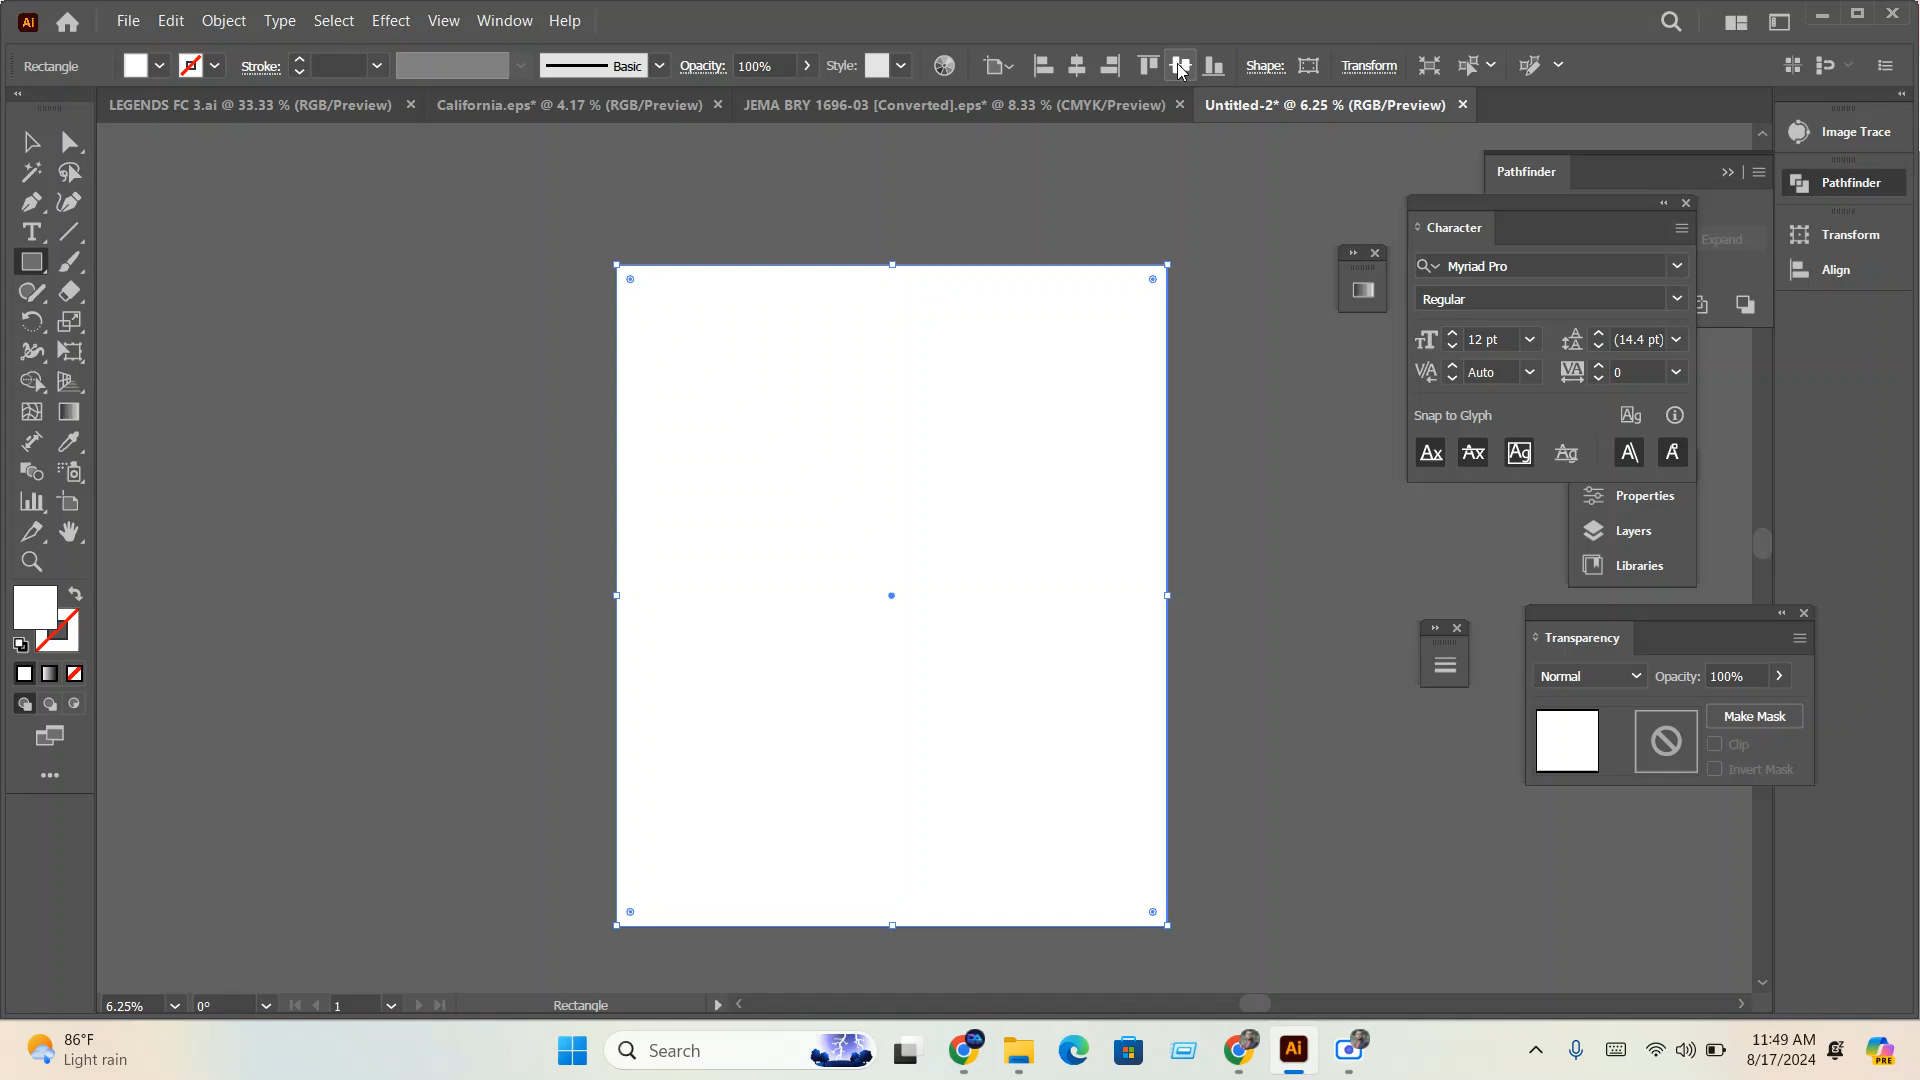 Ai File Edit Object Type Select Effect View Window Help
Rectangle Stroke: Basic Opacity: 100% Style: Shape: Transform
LEGENDS FC 3.ai @ 33.33 % (RGB/Preview) California.eps* @ 4.17 % (RGB/Preview) JEMA BRY 1696-03 [Converted].eps* @ 8.33 % (CMYK/Preview) Untitled-2* @ 6.25 % (RGB/Preview)
Image Trace
Pathfinder
Pathfinder
Character
Transform
Expand
Myriad Pro
Align
Regular
12 pt (14.4 pt)
Auto 0
Snap to Glyph
Properties
Layers
Libraries
Transparency
Normal Opacity: 100%
Make Mask
Clip
Invert Mask
6.25% 0° 1 Rectangle
86°F
Light rain
Search
Ai
11:49 AM
8/17/2024
PRE